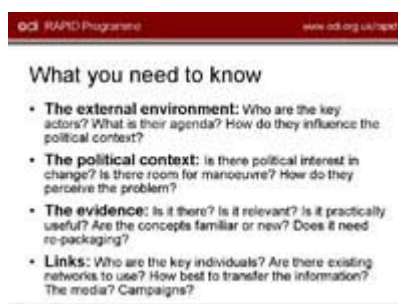 odi RAPID Programme
www.odi.org.uk/rapid
What you need to know
• The external environment: Who are the key
actors? What is their agenda? How do they influence the
political context?
• The political context: Is there political interest in
change? Is there room for manoeuvre? How do they
perceive the problem?
• The evidence: Is it there? Is it relevant? Is it practically
useful? Are the concepts familiar or new? Does it need
re-packaging?
• Links: Who are the key individuals? Are there existing
networks to use? How best to transfer the information?
The media? Campaigns?